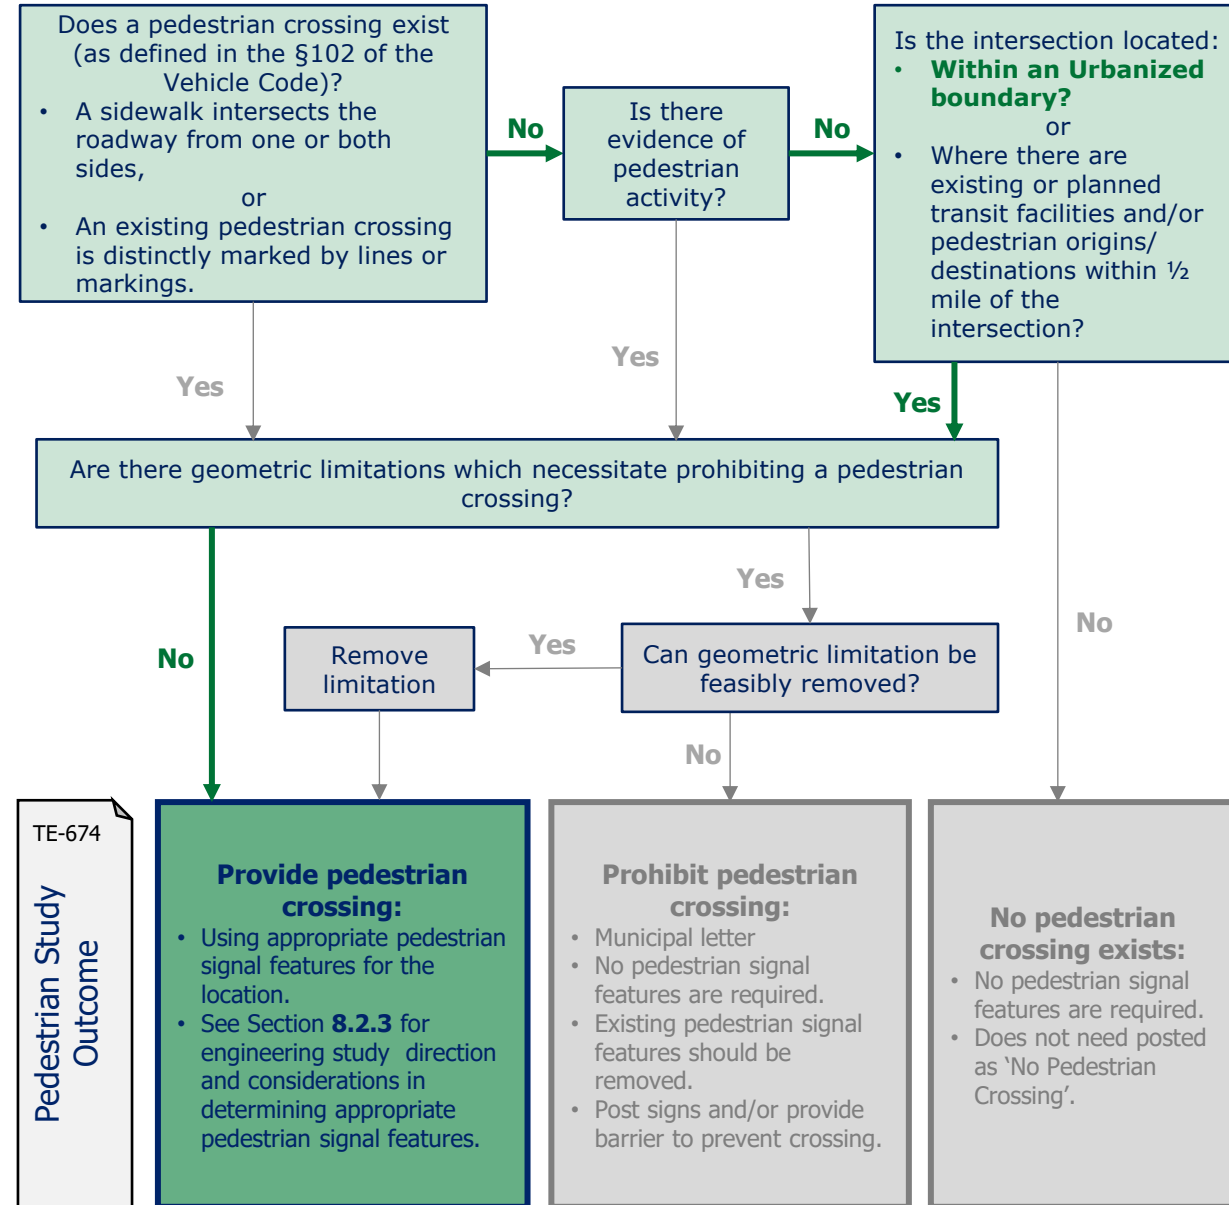 Does a pedestrian crossing exist
(as defined in the §102 of the
Vehicle Code)?
• A sidewalk intersects the
roadway from one or both
sides,
or
• An existing pedestrian crossing
is distinctly marked by lines or
markings.
No
Is there
evidence of
pedestrian
activity?
No
Is the intersection located:
• Within an Urbanized
boundary?
or
• Where there are
existing or planned
transit facilities and/or
pedestrian origins/
destinations within ½
mile of the
intersection?
Yes
Yes
Yes
Are there geometric limitations which necessitate prohibiting a pedestrian
crossing?
No
Yes
No
Remove
limitation
Yes
Can geometric limitation be
feasibly removed?
No
TE-674
Pedestrian Study
Outcome
Provide pedestrian
crossing:
• Using appropriate pedestrian
signal features for the
location.
• See Section 8.2.3 for
engineering study direction
and considerations in
determining appropriate
pedestrian signal features.
Prohibit pedestrian
crossing:
• Municipal letter
• No pedestrian signal
features are required.
• Existing pedestrian signal
features should be
removed.
• Post signs and/or provide
barrier to prevent crossing.
No pedestrian
crossing exists:
• No pedestrian signal
features are required.
• Does not need posted
as ‘No Pedestrian
Crossing’.